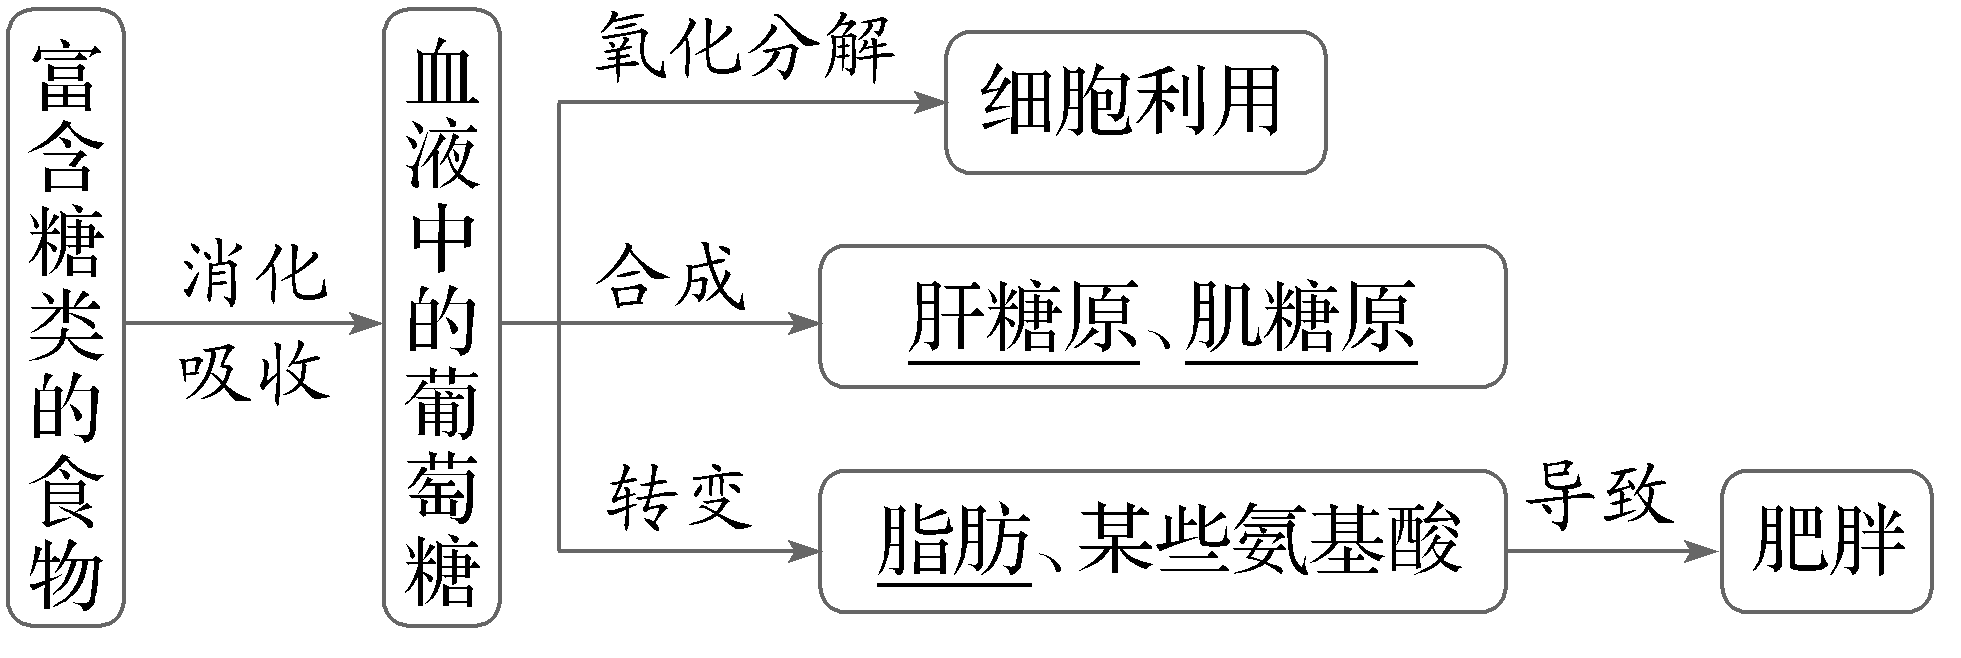 富含糖类的食物
消化
吸收
血液中的葡萄糖
氧化分解
细胞利用
合成
肝糖原、肌糖原
转变
脂肪、某些氨基酸
导致
肥胖